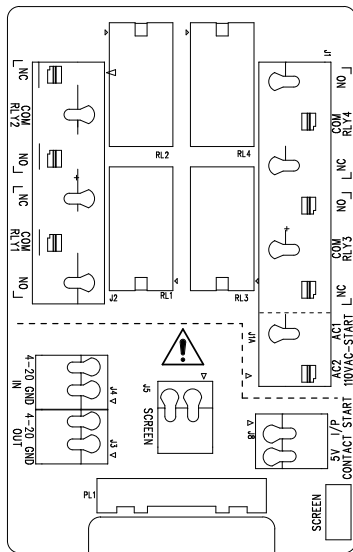 J1
NC
COM
RLY2
NO
NC
COM
RLY1
NO
RL2
RL4
J2
RL1
RL3
NO
COM
RLY4
NC
NO
COM
RLY3
NC
J1A
AC1
AC2
110VAC-START
4-20 GND
IN
J4
4-20 GND
OUT
J3
J5
SCREEN
J8
5V I/P
CONTACT START
PL1
SCREEN